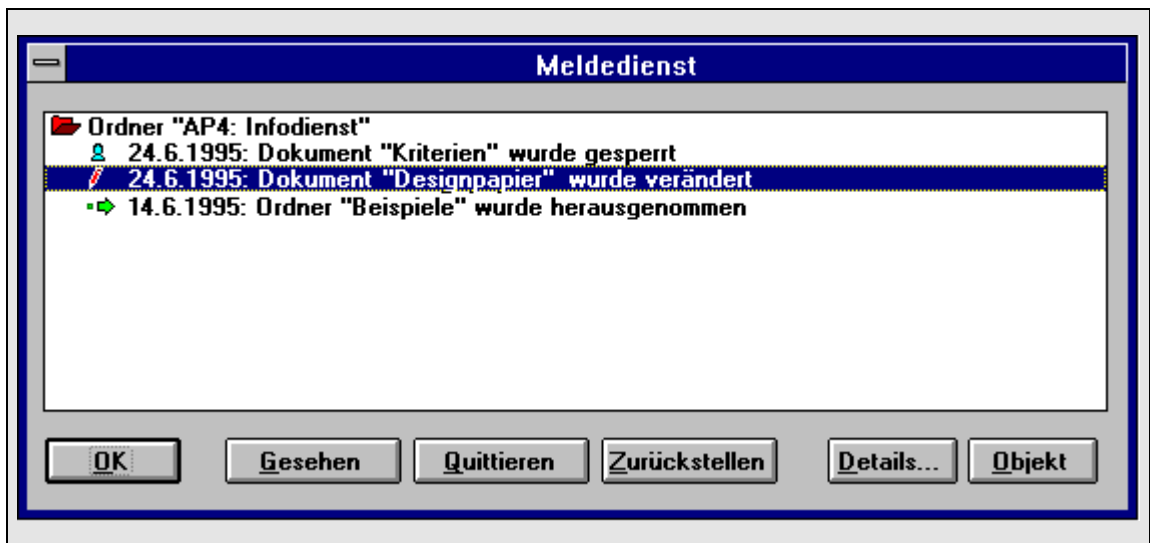 Meldedienst
Ordner "AP4: Infodienst"
24.6.1995: Dokument "Kriterien" wurde gesperrt
24.6.1995: Dokument "Designpapier" wurde verändert
14.6.1995: Ordner "Beispiele" wurde herausgenommen
OK Gesehen Quittieren Zurückstellen Details... Objekt